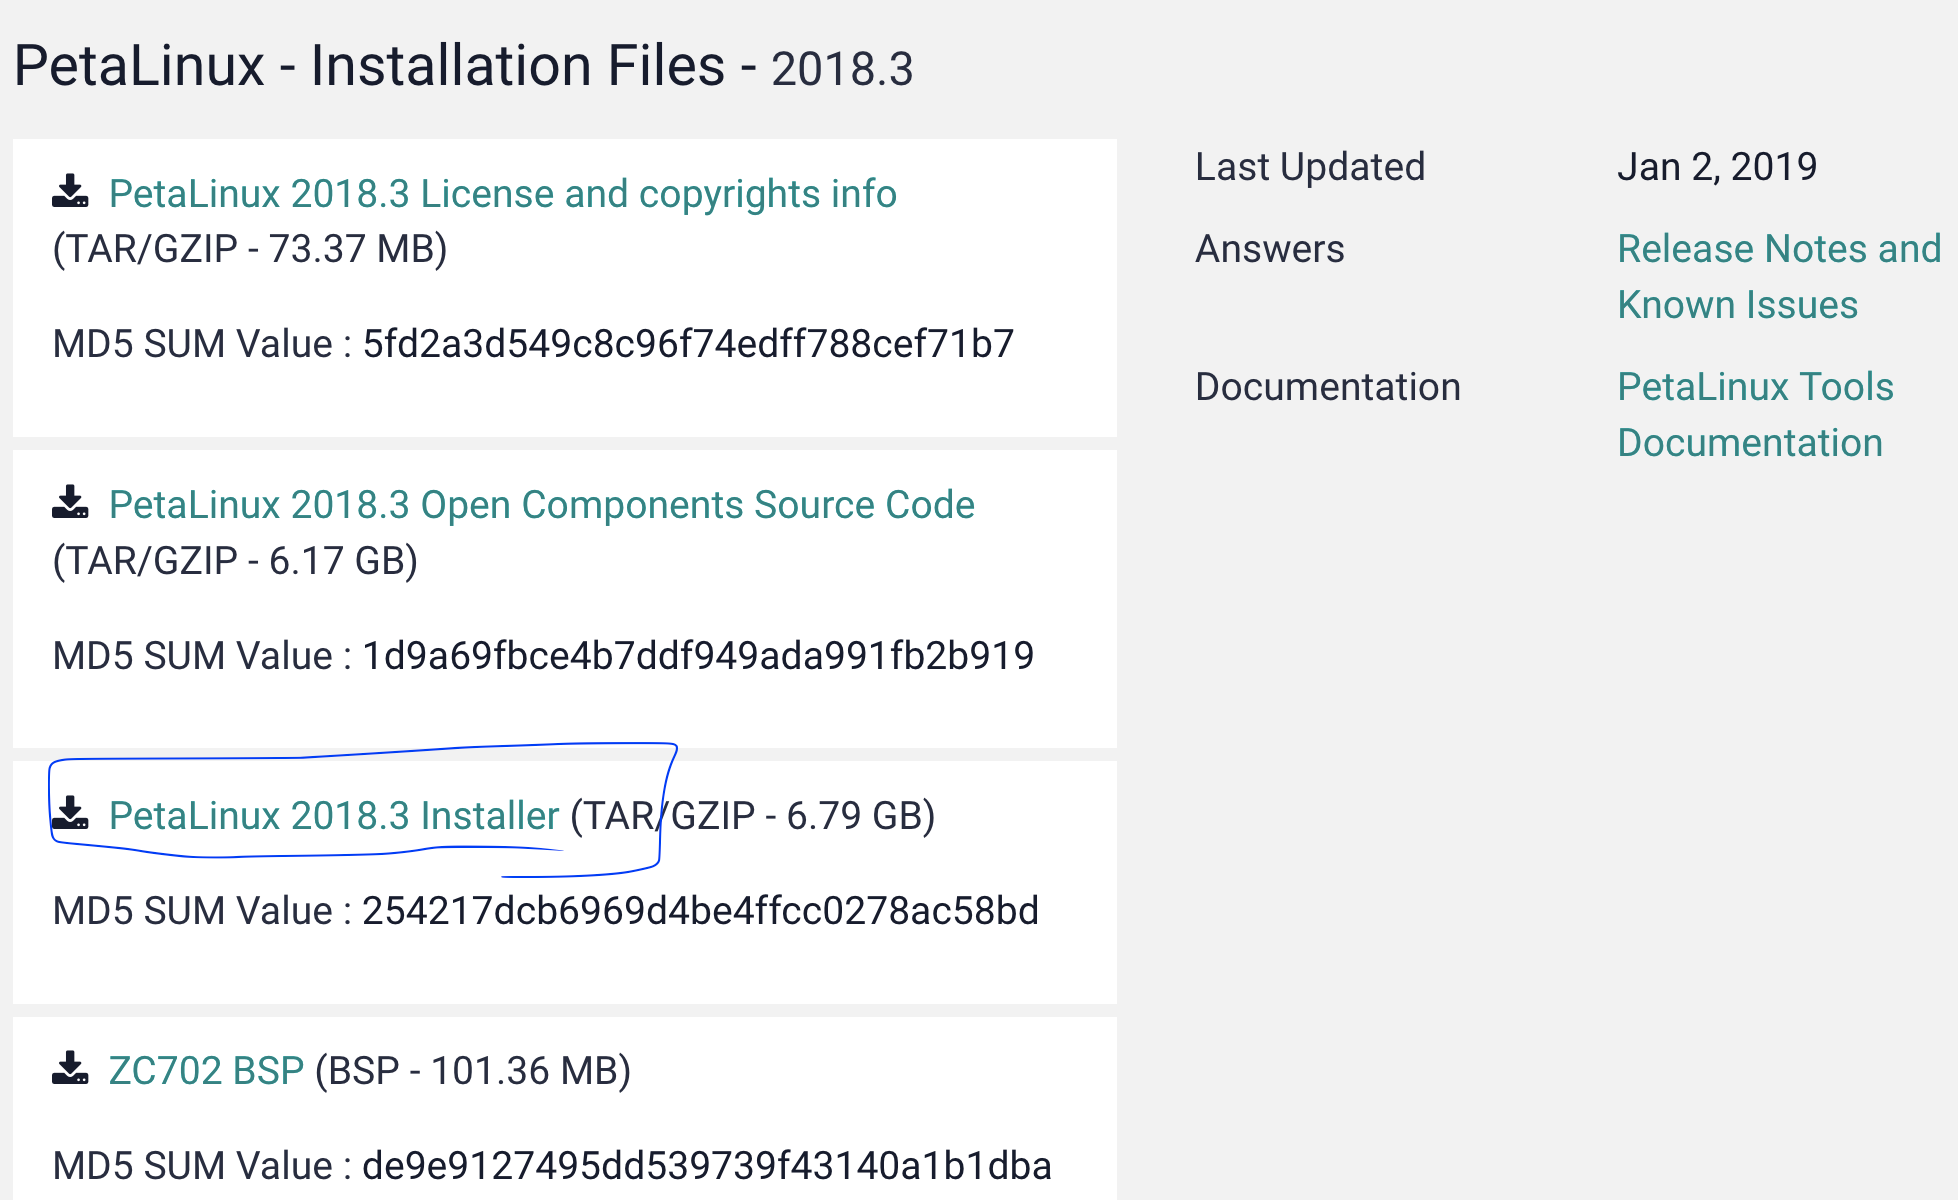 PetaLinux - Installation Files - 2018.3
PetaLinux 2018.3 License and copyrights info
(TAR/GZIP - 73.37 MB)
MD5 SUM Value : 5fd2a3d549c8c96f74edff788cef71b7
PetaLinux 2018.3 Open Components Source Code
(TAR/GZIP - 6.17 GB)
MD5 SUM Value : 1d9a69fbce4b7ddf949ada991fb2b919
PetaLinux 2018.3 Installer (TAR/GZIP - 6.79 GB)
MD5 SUM Value : 254217dcb6969d4be4ffcc0278ac58bd
ZC702 BSP (BSP - 101.36 MB)
MD5 SUM Value : de9e9127495dd539739f43140a1b1dba
Last Updated Jan 2, 2019
Answers Release Notes and
Known Issues
Documentation PetaLinux Tools
Documentation